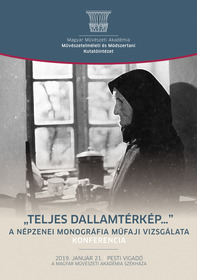 Magyar Művészeti Akadémia
Művészetelméleti és Módszertani
Kutatóintézet
„TELJES DALLAMTÉRKÉP...”
A NÉPZENEI MONOGRÁFIA MŰFAJI VIZSGÁLATA
KONFERENCIA
2019. JANUÁR 21. PESTI VIGADÓ
A MAGYAR MŰVÉSZETI AKADÉMIA SZÉKHÁZA